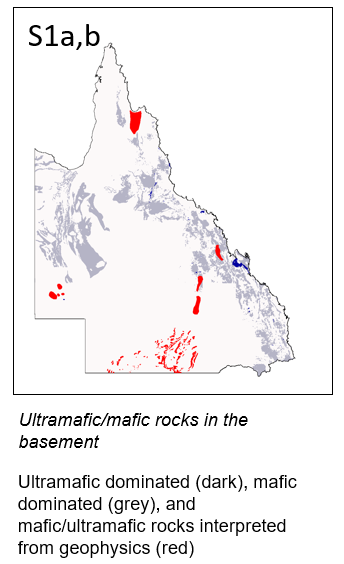 S1a,b
Ultramafic/mafic rocks in the
basement
Ultramafic dominated (dark), mafic
dominated (grey), and
mafic/ultramafic rocks interpreted
from geophysics (red)